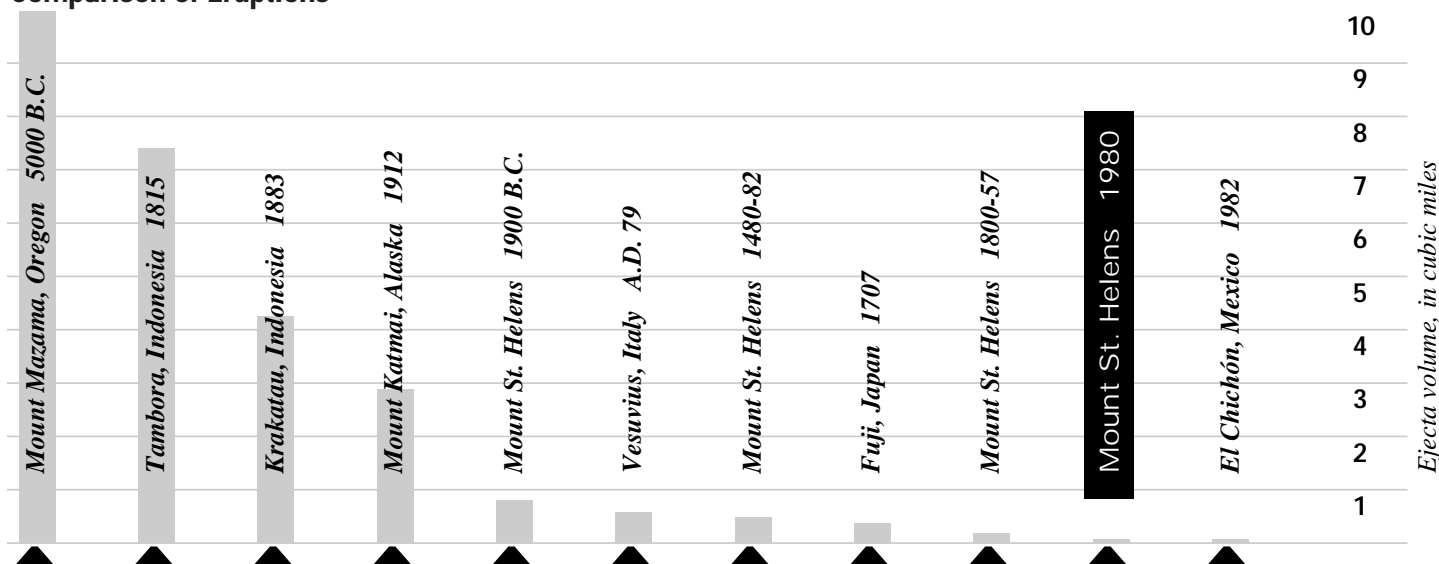 Comparison of Eruptions
Mount Mazama, Oregon 5000 B.C.
Tambora, Indonesia 1815
Krakatau, Indonesia 1883
Mount Katmai, Alaska 1912
Mount St. Helens 1900 B.C.
Vesuvius, Italy A.D. 79
Mount St. Helens 1480-82
Fuji, Japan 1707
Mount St. Helens 1800-57
Mount St. Helens 1980
El Chichón, Mexico 1982
10
9
8
7
6
5
4
3
2
1
Ejecta volume, in cubic miles